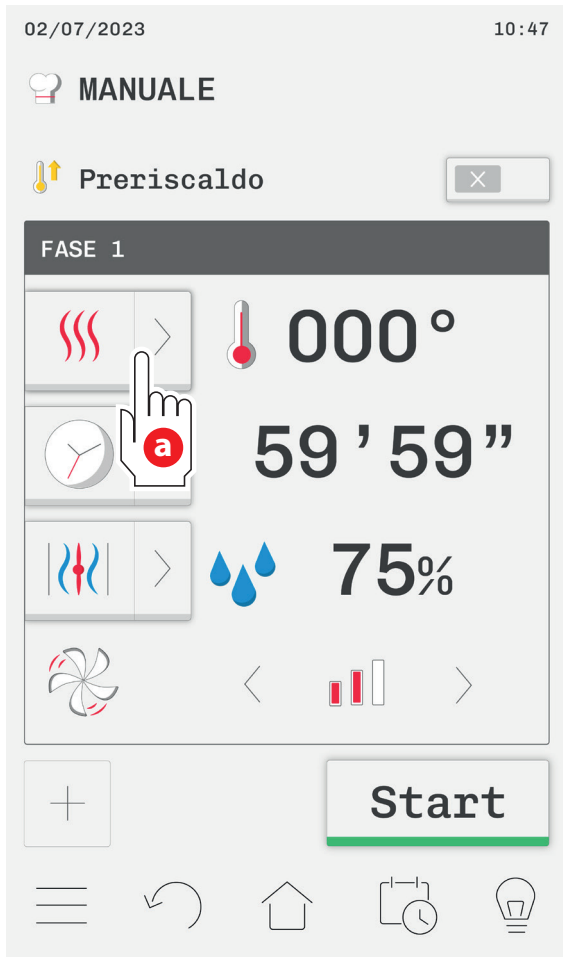 02/07/2023 10:47
MANUALE
Preriscaldo
FASE 1
000°
a
59’59”
75%
Start